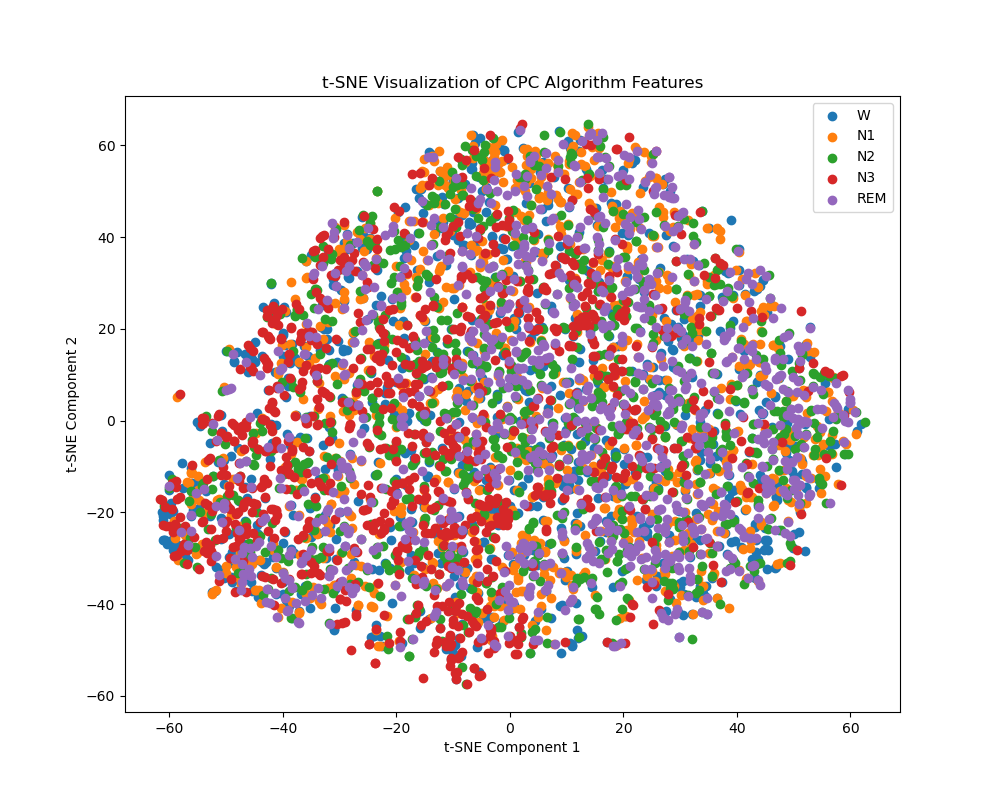 t-SNE Visualization of CPC Algorithm Features
W
N1
N2
N3
REM
60
40
20
0
−20
−40
−60
t-SNE Component 2
−60
−40
−20
0
20
40
60
t-SNE Component 1